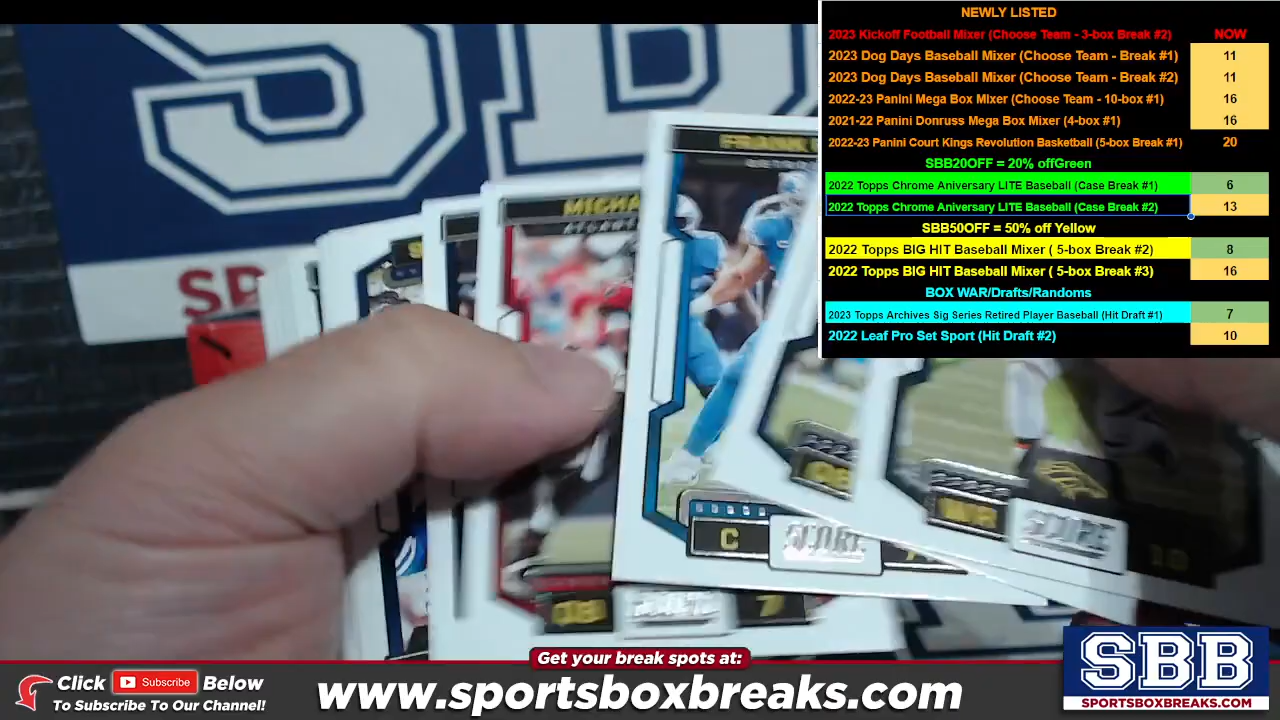 NEWLY LISTED
2023 Kickoff Football Mixer (Choose Team - 3-box Break #2) NOW
2023 Dog Days Baseball Mixer (Choose Team - Break #1) 11
2023 Dog Days Baseball Mixer (Choose Team - Break #2) 11
2022-23 Panini Mega Box Mixer (Choose Team - 10-box #1) 16
2021-22 Panini Donruss Mega Box Mixer (4-box #1) 16
2022-23 Panini Court Kings Revolution Basketball (5-box Break #1) 20
SBB20OFF = 20% offGreen
2022 Topps Chrome Aniversary LITE Baseball (Case Break #1) 6
2022 Topps Chrome Aniversary LITE Baseball (Case Break #2) 13
SBB50OFF = 50% off Yellow
2022 Topps BIG HIT Baseball Mixer ( 5-box Break #2) 8
2022 Topps BIG HIT Baseball Mixer ( 5-box Break #3) 16
BOX WAR/Drafts/Randoms
2023 Topps Archives Sig Series Retired Player Baseball (Hit Draft #1) 7
2022 Leaf Pro Set Sport (Hit Draft #2) 10
FRANK
MICHA
C SCORE
WR SCORE
QB SCORE 7
Get your break spots at:
Click Subscribe Below
To Subscribe To Our Channel!
www.sportsboxbreaks.com
SBB
SPORTSBOXBREAKS.COM